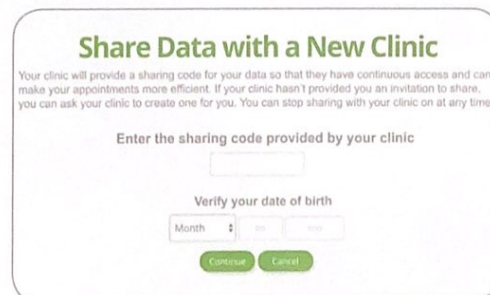 Share Data with a New Clinic
Your clinic will provide a sharing code for your data so that they have continuous access and can
make your appointments more efficient. If your clinic hasn't provided you an invitation to share,
you can ask your clinic to create one for you. You can stop sharing with your clinic on at any time
Enter the sharing code provided by your clinic
Verify your date of birth
Month
Continue Cancel